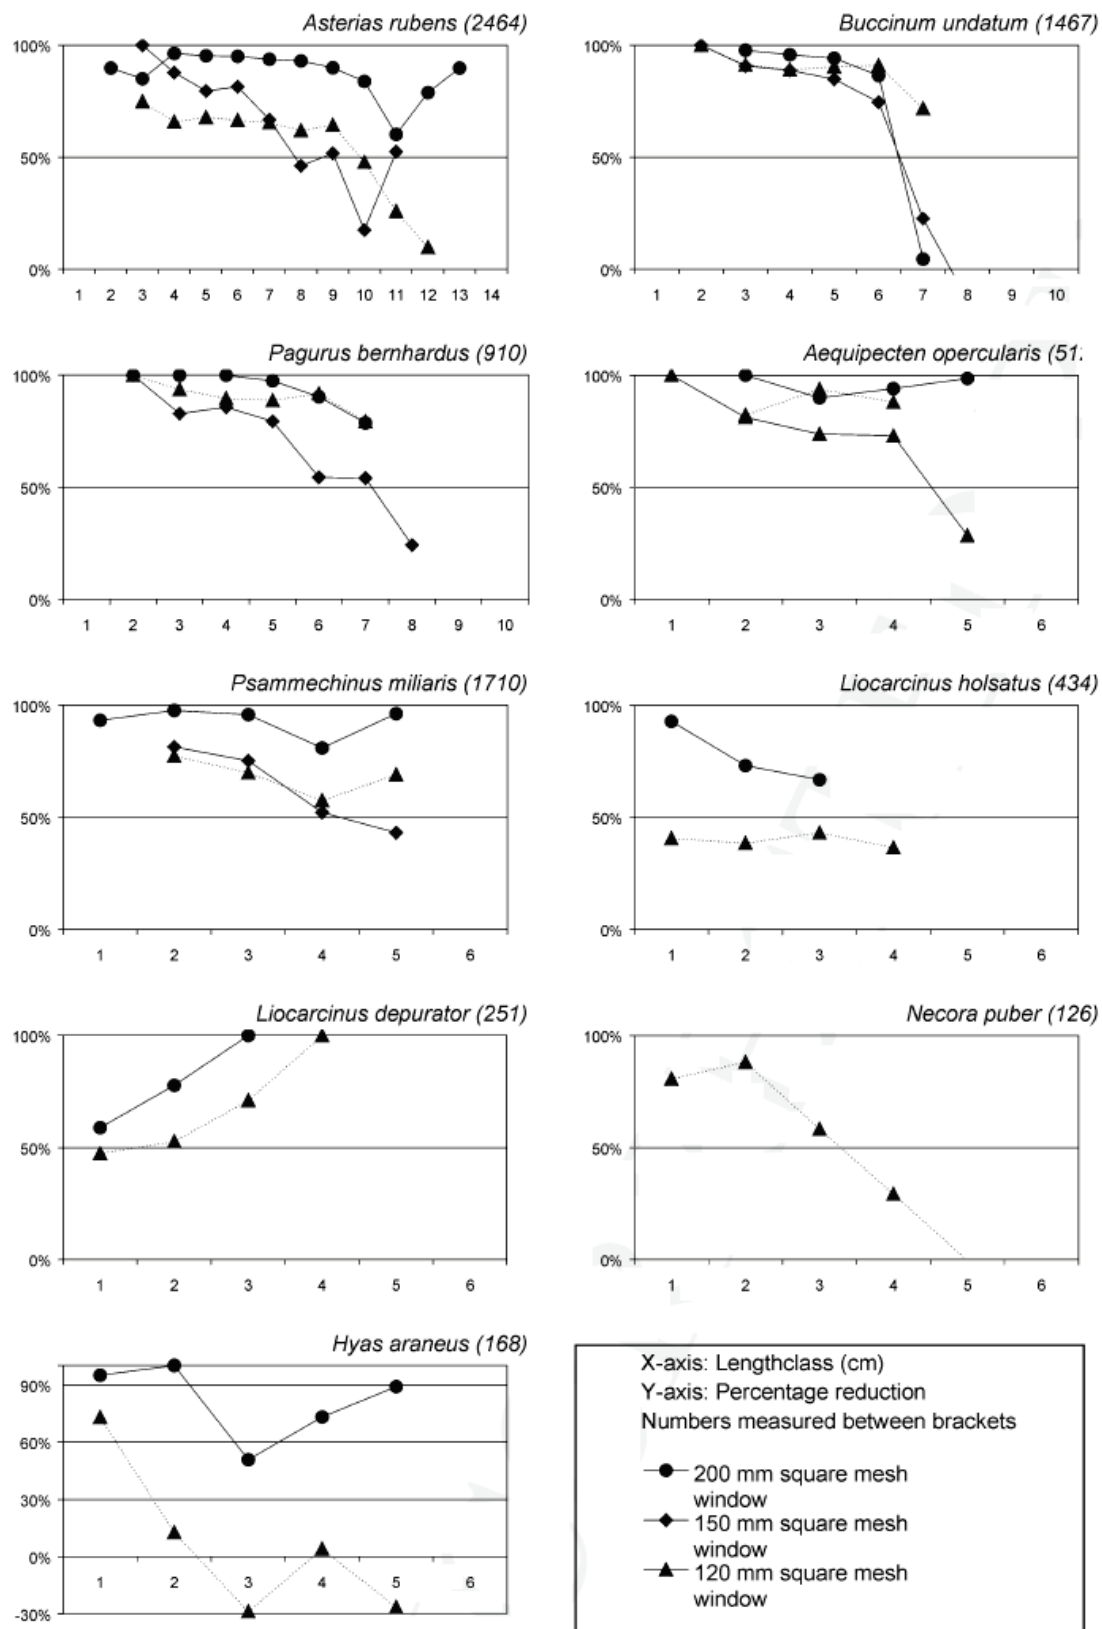 Asterias rubens (2464)
100%
50%
0%
1 2 3 4 5 6 7 8 9 10 11 12 13 14
Buccinum undatum (1467)
100%
50%
0%
1 2 3 4 5 6 7 8 9 10
Pagurus bernhardus (910)
100%
50%
0%
1 2 3 4 5 6 7 8 9 10
Aequipecten opercularis (51
100%
50%
0%
1 2 3 4 5 6
Psammechinus miliaris (1710)
100%
50%
0%
1 2 3 4 5 6
Liocarcinus holsatus (434)
100%
50%
0%
1 2 3 4 5 6
Liocarcinus depurator (251)
100%
50%
0%
1 2 3 4 5 6
Necora puber (126)
100%
50%
0%
1 2 3 4 5 6
Hyas araneus (168)
90%
60%
30%
0%
1 2 3 4 5 6
-30%
X-axis: Lengthclass (cm)
Y-axis: Percentage reduction
Numbers measured between brackets
200 mm square mesh
window
150 mm square mesh
window
120 mm square mesh
window